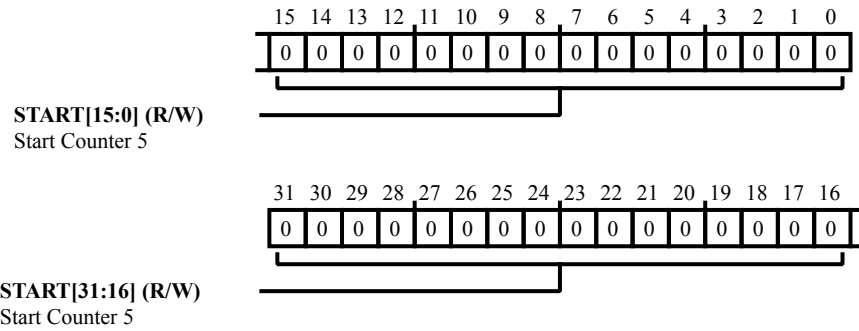 15 14 13 12 11 10 9 8 7 6 5 4 3 2 1 0
0 0 0 0 0 0 0 0 0 0 0 0 0 0 0 0
START[15:0] (R/W)
Start Counter 5
31 30 29 28 27 26 25 24 23 22 21 20 19 18 17 16
0 0 0 0 0 0 0 0 0 0 0 0 0 0 0 0
START[31:16] (R/W)
Start Counter 5